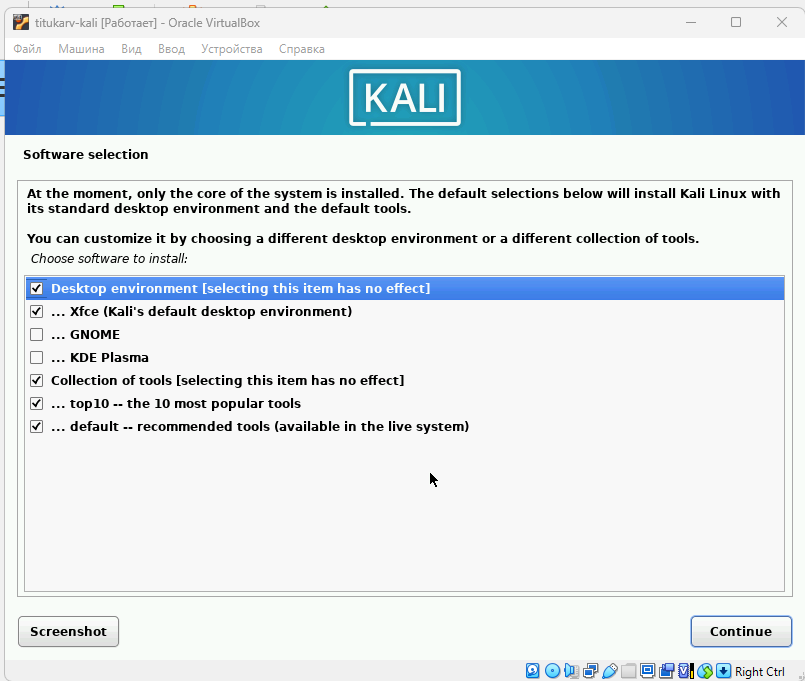 titukarv-kali [Работает] - Oracle VirtualBox
Файл Машина Вид Ввод Устройства Справка
KALI
Software selection
At the moment, only the core of the system is installed. The default selections below will install Kali Linux with
its standard desktop environment and the default tools.
You can customize it by choosing a different desktop environment or a different collection of tools.
Choose software to install:
Desktop environment [selecting this item has no effect]
... Xfce (Kali's default desktop environment)
... GNOME
... KDE Plasma
Collection of tools [selecting this item has no effect]
... top10 -- the 10 most popular tools
... default -- recommended tools (available in the live system)
Screenshot
Continue
Right Ctrl